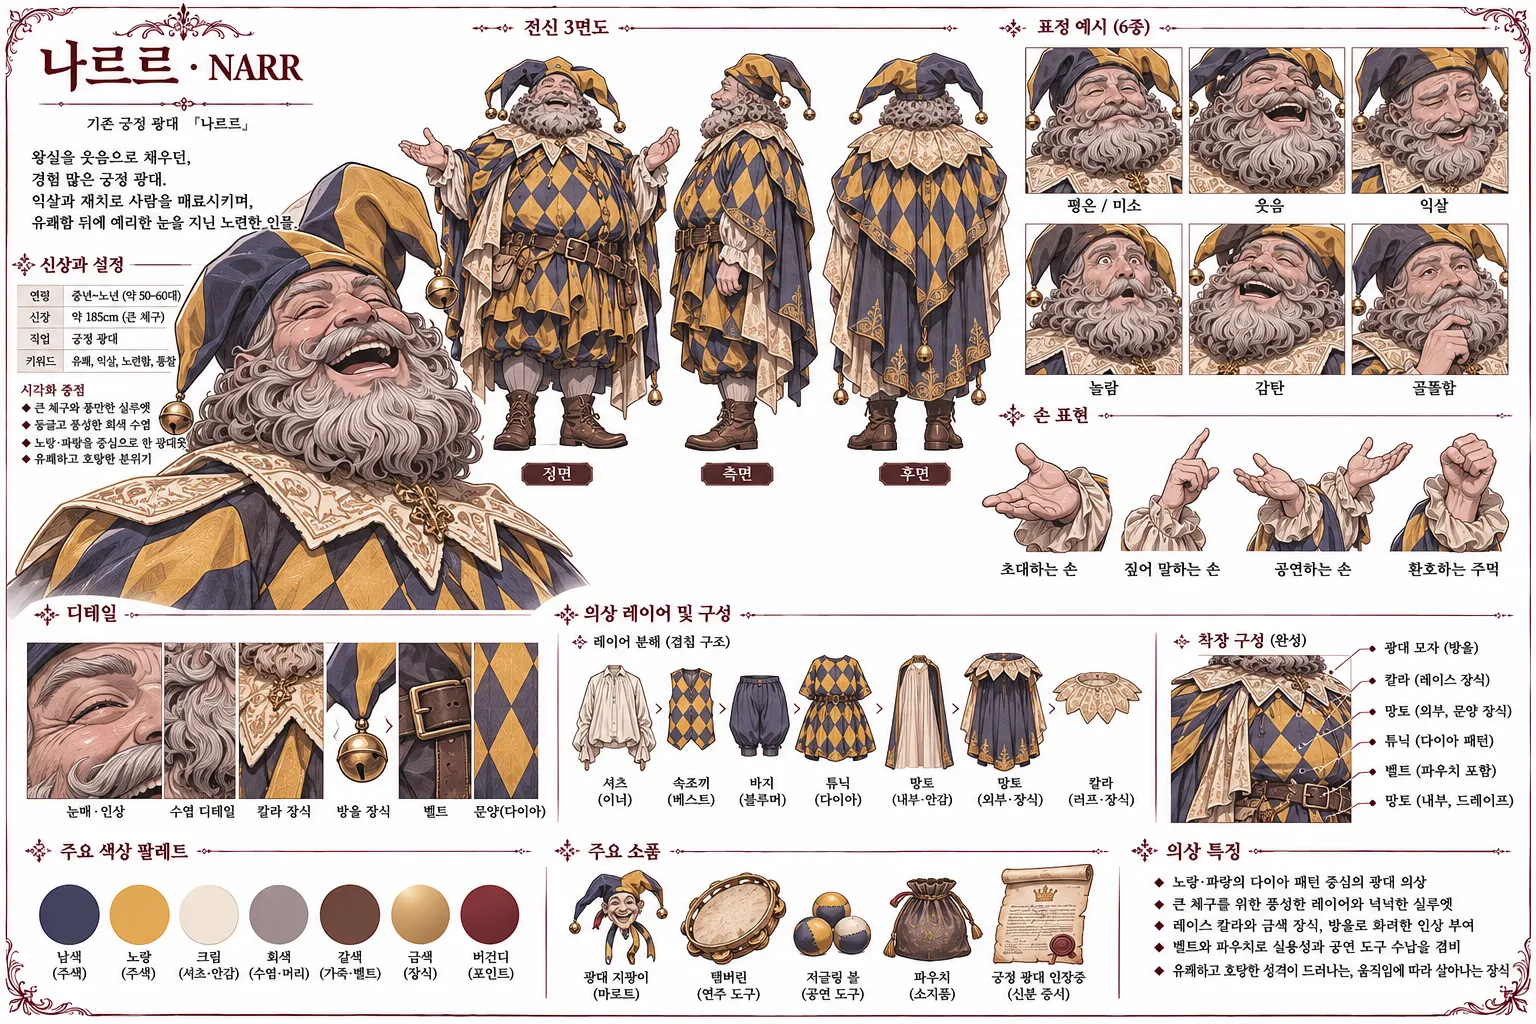 나르르 · NARR
기존 궁정 광대 『나르르』
왕실을 웃음으로 채우던,
경험 많은 궁정 광대.
익살과 재치로 사람을 매료시키며,
유쾌함 뒤에 예리한 눈을 지닌 노련한 인물.
신상과 설정
연령 중년~노년 (약 50-60대)
신장 약 185cm (큰 체구)
직업 궁정 광대
키워드 유쾌, 익살, 노련함, 통찰
시각화 중점
◆ 큰 체구와 풍만한 실루엣
◆ 둥글고 풍성한 회색 수염
◆ 노랑·파랑을 중심으로 한 광대옷
◆ 유쾌하고 호탕한 분위기
전신 3면도
정면
측면
후면
표정 예시 (6종)
평온 / 미소
웃음
익살
놀람
감탄
골똘함
손 표현
초대하는 손
짚어 말하는 손
공연하는 손
환호하는 주먹
디테일
눈매·인상
수염 디테일
칼라 장식
방울 장식
벨트
문양(다이아)
의상 레이어 및 구성
레이어 분해 (겹침 구조)
셔츠
(이너)
속조끼
(베스트)
바지
(블루머)
튜닉
(다이아)
망토
(내부·안감)
망토
(외부·장식)
칼라
(러프·장식)
착장 구성 (완성)
◆ 광대 모자 (방울)
◆ 칼라 (레이스 장식)
◆ 망토 (외부, 문양 장식)
◆ 튜닉 (다이아 패턴)
◆ 벨트 (파우치 포함)
◆ 망토 (내부, 드레이프)
주요 색상 팔레트
남색
(주색)
노랑
(주색)
크림
(셔츠·안감)
회색
(수염·머리)
갈색
(가죽·벨트)
금색
(장식)
버건디
(포인트)
주요 소품
광대 지팡이
(마로트)
탬버린
(연주 도구)
저글링 볼
(공연 도구)
파우치
(소지품)
궁정 광대 인장증
(신분 증서)
의상 특징
◆ 노랑·파랑의 다이아 패턴 중심의 광대 의상
◆ 큰 체구를 위한 풍성한 레이어와 넉넉한 실루엣
◆ 레이스 칼라와 금색 장식, 방울로 화려한 인상 부여
◆ 벨트와 파우치로 실용성과 공연 도구 수납을 겸비
◆ 유쾌하고 호탕한 성격이 드러나는, 움직임에 따라 살아나는 장식